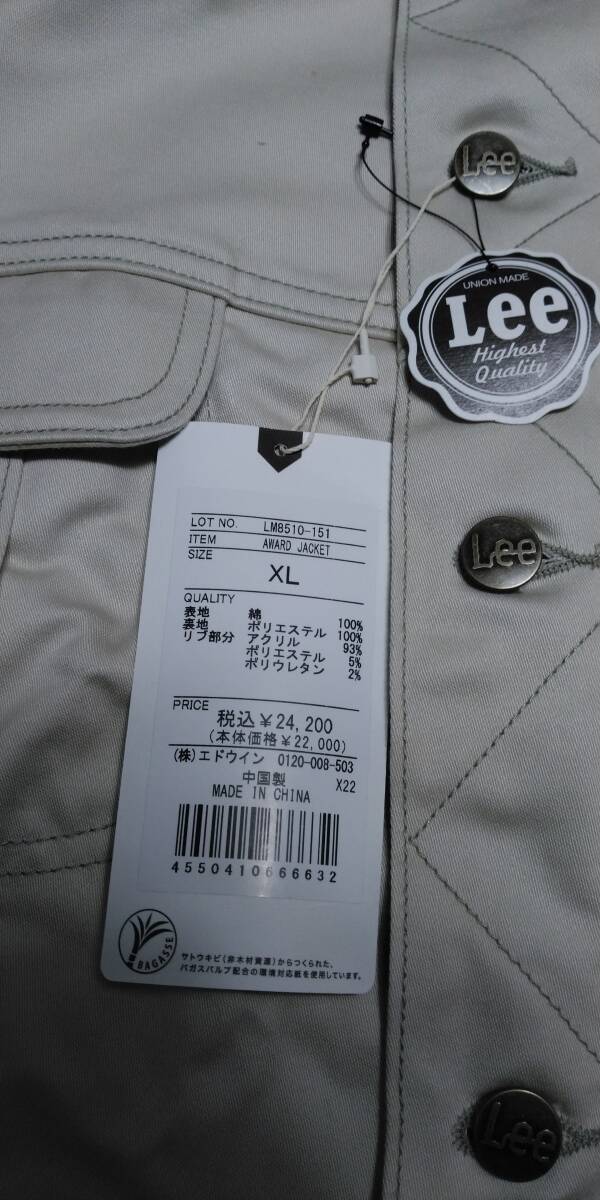 Lee
UNION MADE
Lee
Highest
Quality
LOT NO. LM8510-151
ITEM AWARD JACKET
SIZE
XL
QUALITY
表地 綿 100%
裏地 ポリエステル 100%
リブ部分 アクリル 93%
ポリエステル 5%
ポリウレタン 2%
PRICE
税込¥24,200
(本体価格¥22,000)
(株)エドウイン 0120-008-503
中国製 X22
MADE IN CHINA
4550410666632
BAGASSE
サトウキビ(非木材資源)からつくられた、
バガスパルプ配合の環境対応紙を使用しています。
Lee
Lee